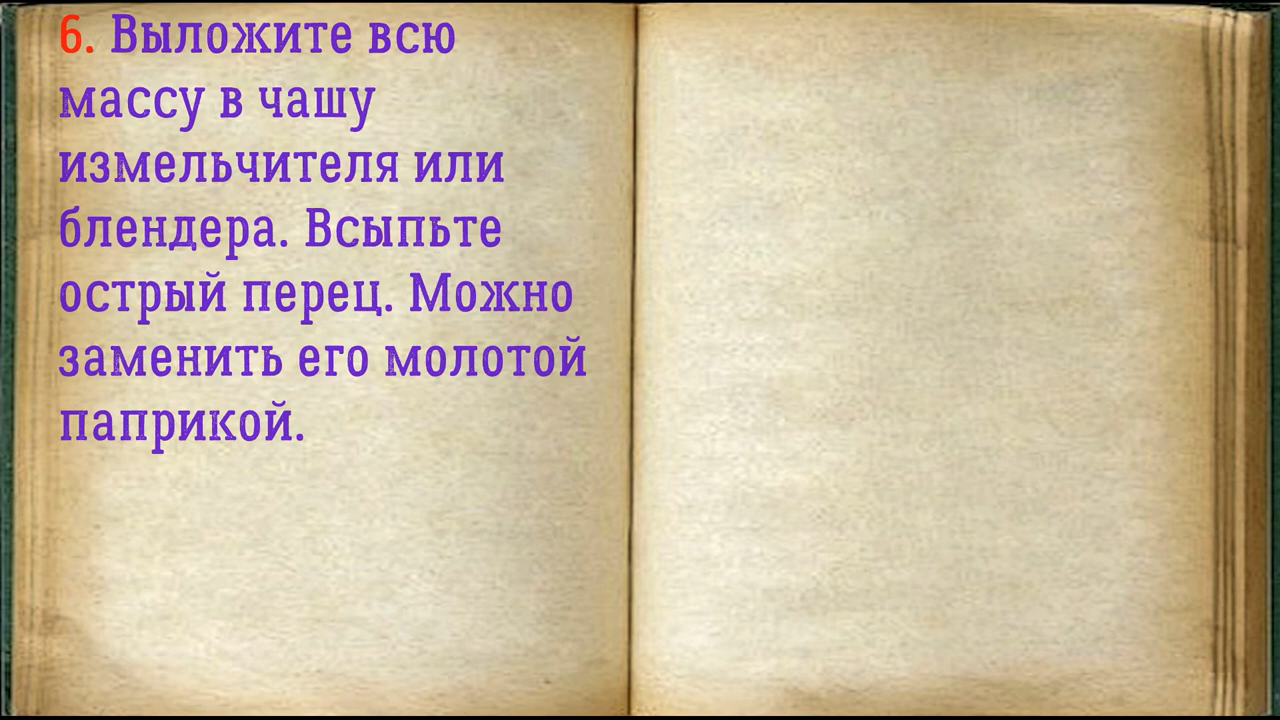 6. Выложите всю
массу в чашу
измельчителя или
блендера. Всыпьте
острый перец. Можно
заменить его молотой
паприкой.